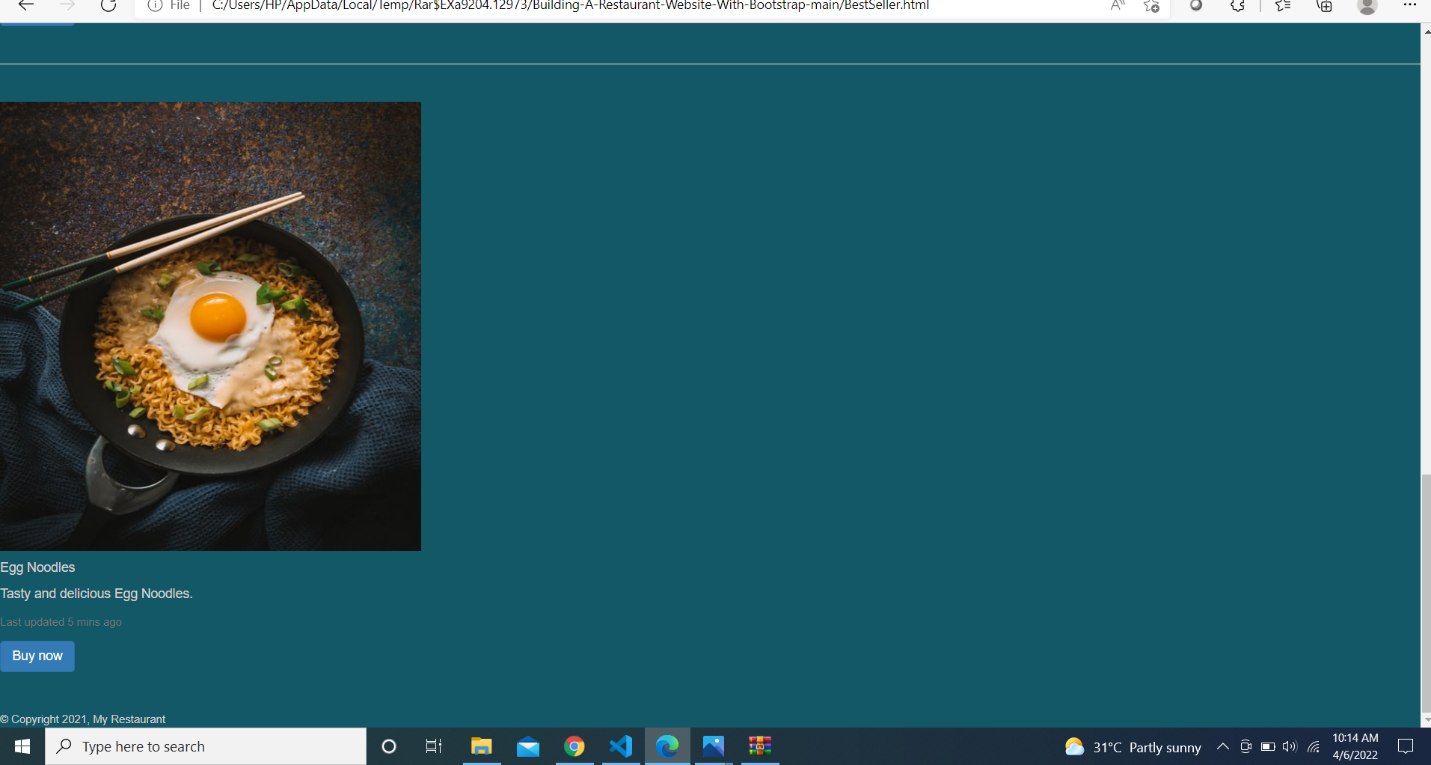 File | C:/Users/HP/AppData/Local/Temp/Rar$EXa9204.12973/Building-A-Restaurant-Website-With-Bootstrap-main/BestSeller.html
Egg Noodles
Tasty and delicious Egg Noodles.
Last updated 5 mins ago
Buy now
© Copyright 2021, My Restaurant
Type here to search
31°C Partly sunny
10:14 AM
4/6/2022